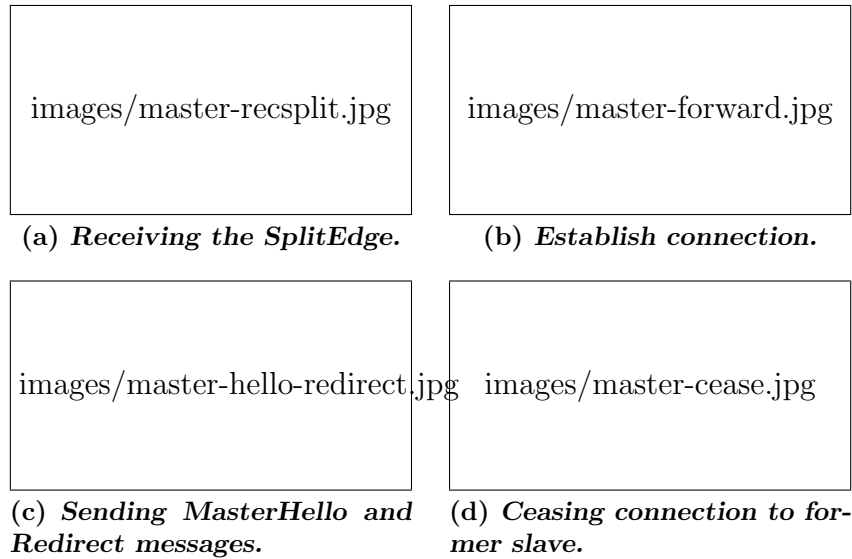 images/master-recsplit.jpg
images/master-forward.jpg
(a) Receiving the SplitEdge.
(b) Establish connection.
images/master-hello-redirect.jpg
images/master-cease.jpg
(c) Sending MasterHello and
Redirect messages.
(d) Ceasing connection to for-
mer slave.